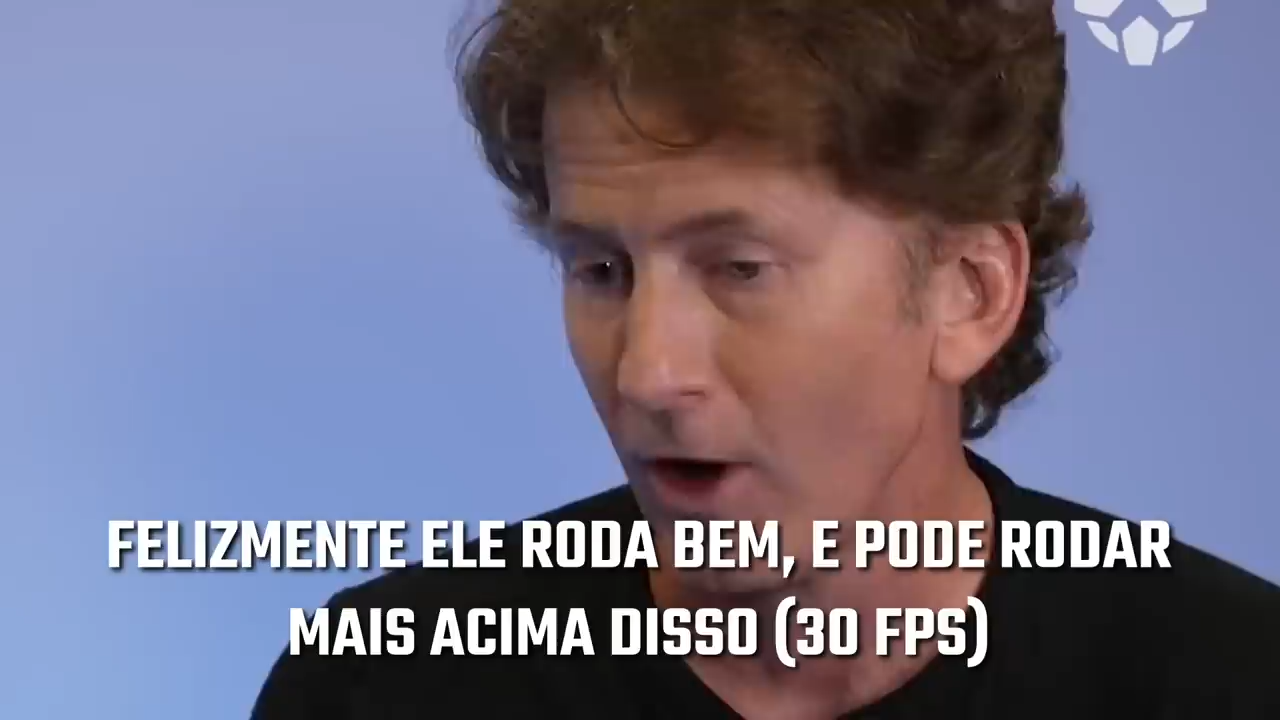 FELIZMENTE ELE RODA BEM, E PODE RODAR
MAIS ACIMA DISSO (30 FPS)